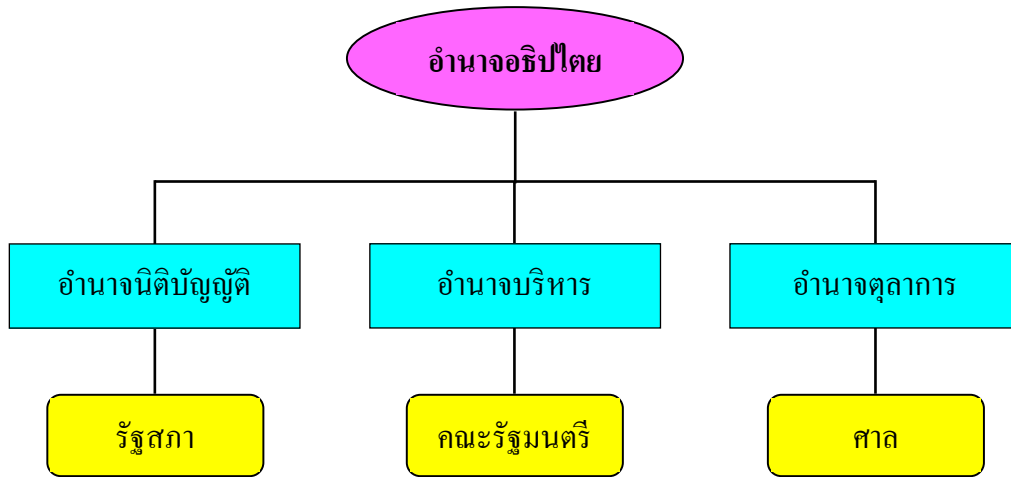 อำนาจอธิปไตย
อำนาจนิติบัญญัติ
อำนาจบริหาร
อำนาจตุลาการ
รัฐสภา
คณะรัฐมนตรี
ศาล